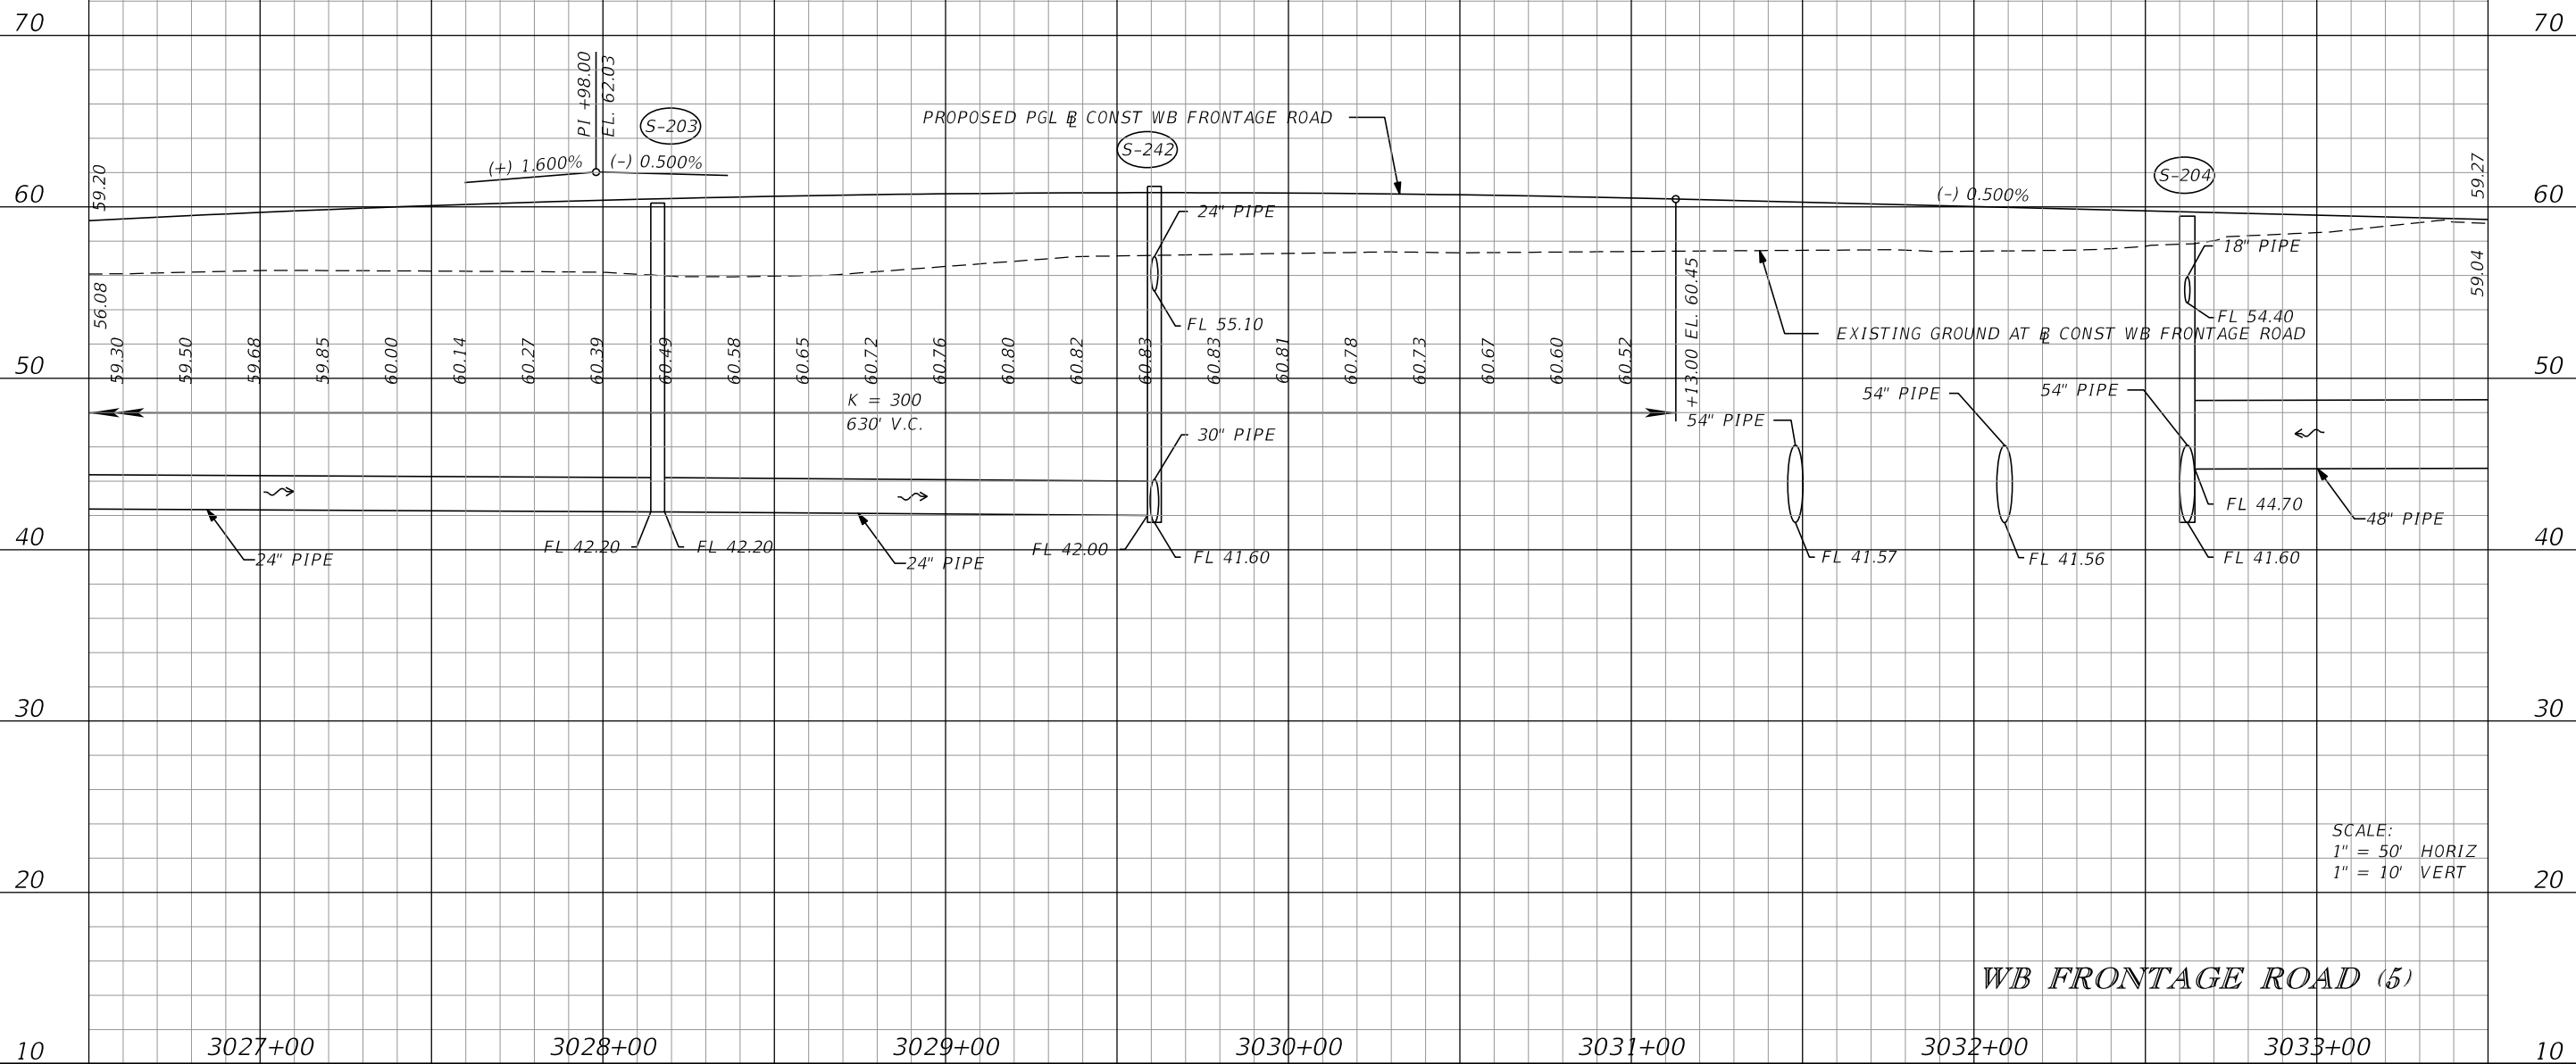 70
70
PI +98.00
EL. 62.03
S-203
PROPOSED PGL ⅊ CONST WB FRONTAGE ROAD
S-242
(+) 1.600%
(-) 0.500%
S-204
59.20
59.27
60
60
(-) 0.500%
24" PIPE
18" PIPE
56.08
59.04
FL 55.10
+13.00 EL. 60.45
FL 54.40
EXISTING GROUND AT ⅊ CONST WB FRONTAGE ROAD
50
59.30
59.50
59.68
59.85
60.00
60.14
60.27
60.39
60.49
60.58
60.65
60.72
60.76
60.80
60.82
60.83
60.83
60.81
60.78
60.73
60.67
60.60
60.52
50
K = 300
630' V.C.
54" PIPE
54" PIPE
54" PIPE
30" PIPE
FL 44.70
48" PIPE
40
40
24" PIPE
FL 42.20
FL 42.20
24" PIPE
FL 42.00
FL 41.60
FL 41.57
FL 41.56
FL 41.60
30
30
SCALE:
1" = 50' HORIZ
1" = 10' VERT
20
20
WB FRONTAGE ROAD (5)
10
3027+00
3028+00
3029+00
3030+00
3031+00
3032+00
3033+00
10